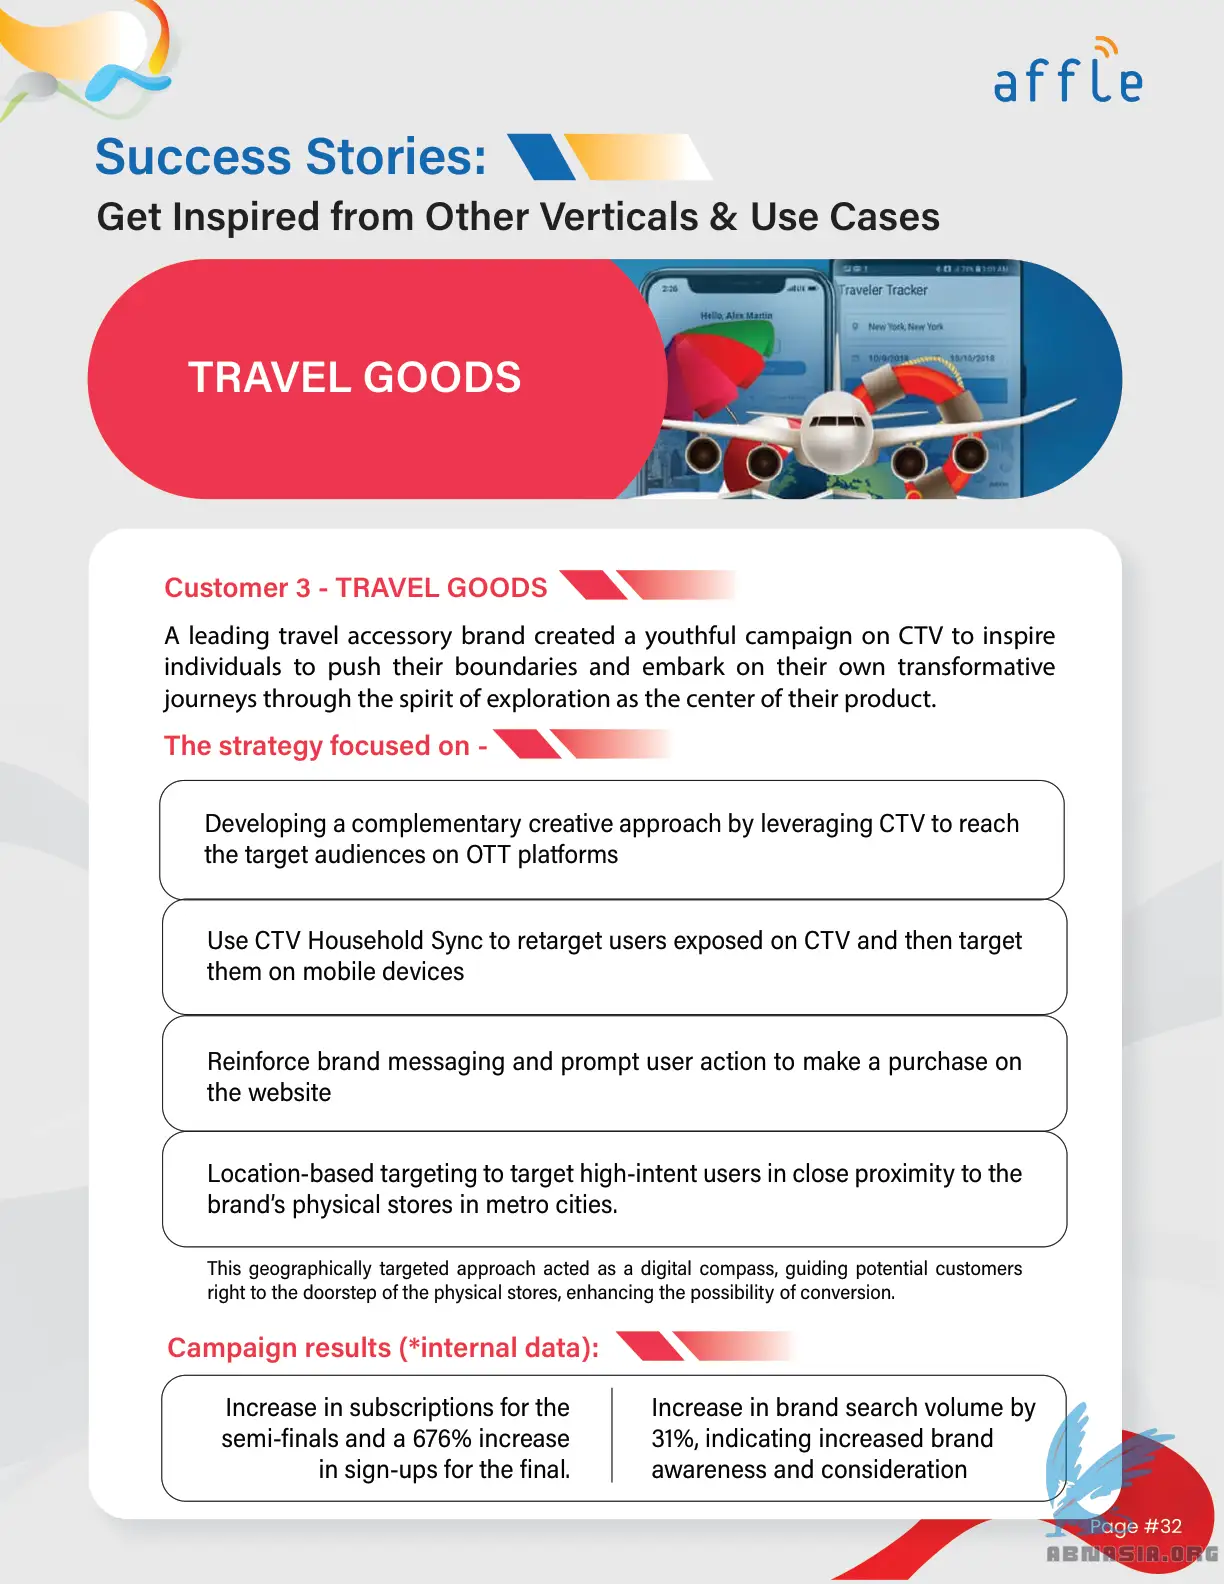 affle
Success Stories:
Get Inspired from Other Verticals & Use Cases
TRAVEL GOODS
2:26
Hello, Alex Martin
Traveler Tracker
New York, New York
10/9/2018
10/10/2018
Customer 3 - TRAVEL GOODS
A leading travel accessory brand created a youthful campaign on CTV to inspire
individuals to push their boundaries and embark on their own transformative
journeys through the spirit of exploration as the center of their product.
The strategy focused on -
Developing a complementary creative approach by leveraging CTV to reach
the target audiences on OTT platforms
Use CTV Household Sync to retarget users exposed on CTV and then target
them on mobile devices
Reinforce brand messaging and prompt user action to make a purchase on
the website
Location-based targeting to target high-intent users in close proximity to the
brand's physical stores in metro cities.
This geographically targeted approach acted as a digital compass, guiding potential customers
right to the doorstep of the physical stores, enhancing the possibility of conversion.
Campaign results (*internal data):
Increase in subscriptions for the
semi-finals and a 676% increase
in sign-ups for the final.
Increase in brand search volume by
31%, indicating increased brand
awareness and consideration
Page #32
ABNASIA.ORG